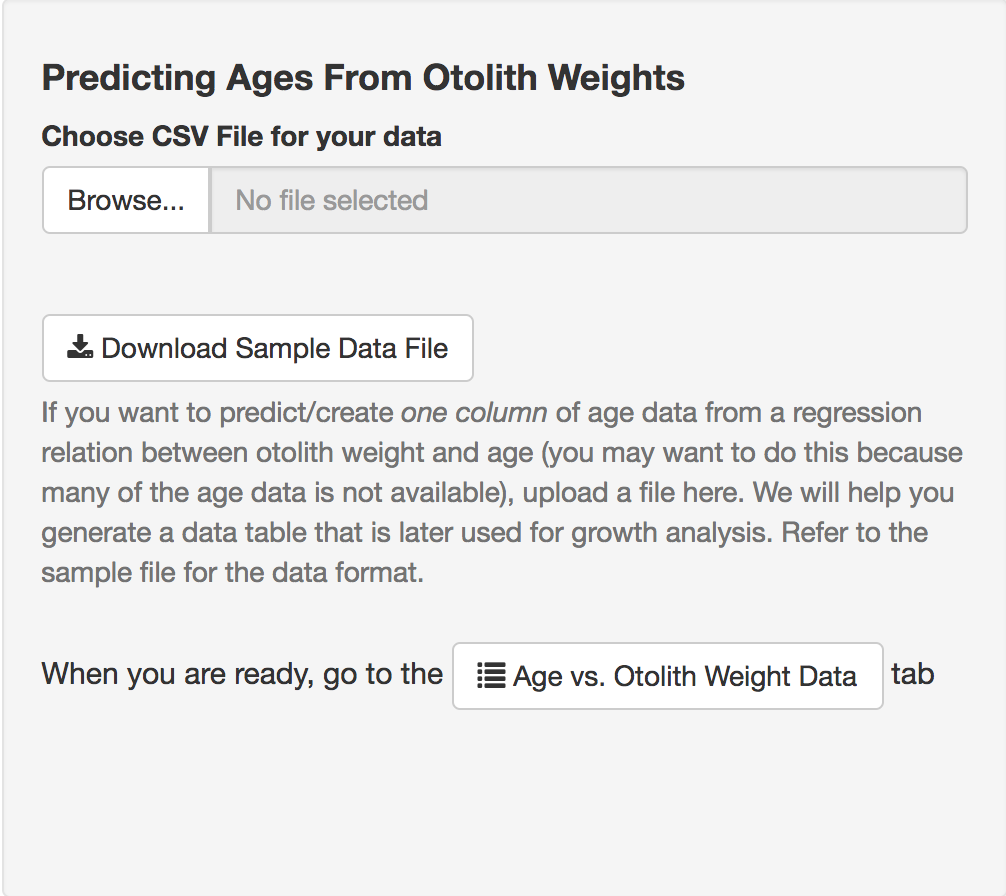 Predicting Ages From Otolith Weights
Choose CSV File for your data
Browse... No file selected
Download Sample Data File
If you want to predict/create one column of age data from a regression
relation between otolith weight and age (you may want to do this because
many of the age data is not available), upload a file here. We will help you
generate a data table that is later used for growth analysis. Refer to the
sample file for the data format.
When you are ready, go to the Age vs. Otolith Weight Data tab